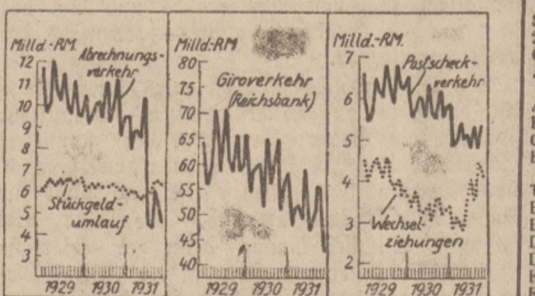 Milld.-RM.
Abrechnungs-
verkehr
12
11
10
9
8
7
6
5
4
3
Stückgeld-
umlauf
1929 1930 1931
Milld.-RM
80
75
70
65
60
55
50
45
40
Giroverkehr
(Reichsbank)
1929 1930 1931
Milld.-RM.
7
6
5
4
3
2
Postscheck-
verkehr
Wechsel-
ziehungen
1929 1930 1931